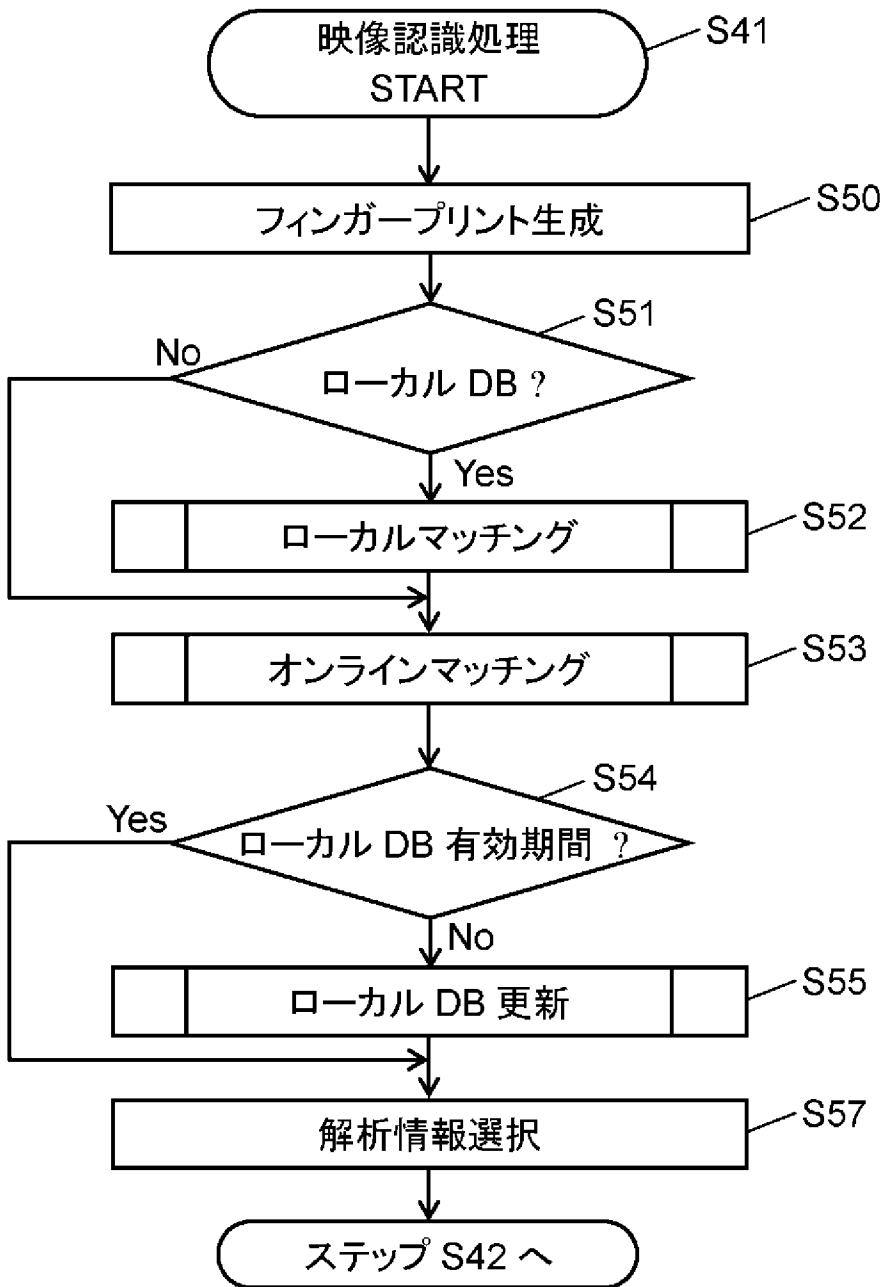 映像認識処理
START
S41
フィンガープリント生成
S50
S51
No
ローカル DB ?
Yes
ローカルマッチング
S52
オンラインマッチング
S53
S54
Yes
ローカル DB 有効期間 ?
No
ローカル DB 更新
S55
解析情報選択
S57
ステップ S42 へ